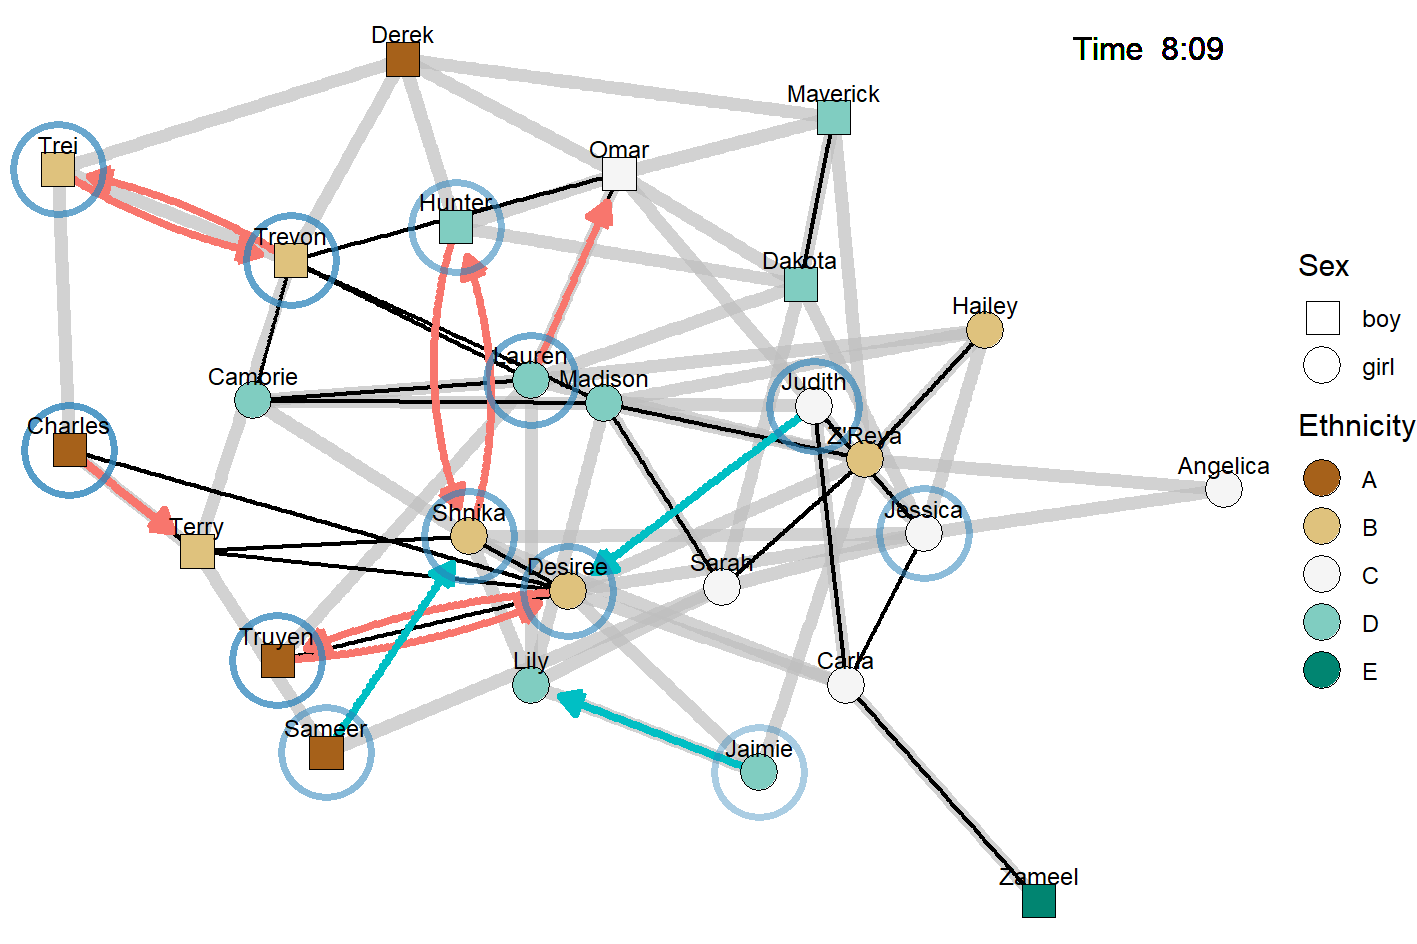 Derek
Time 8:09
Maverick
Trei
Omar
Hunter
Trevon
Dakota
Sex
Hailey
boy
Lauren
girl
Camorie
Madison
Judith
Charles
Z'Reya
Ethnicity
Angelica
A
Shnika
Jessica
Terry
B
Desiree
Sarah
C
Truyen
D
Lily
Carla
E
Sameer
Jaimie
Zameel